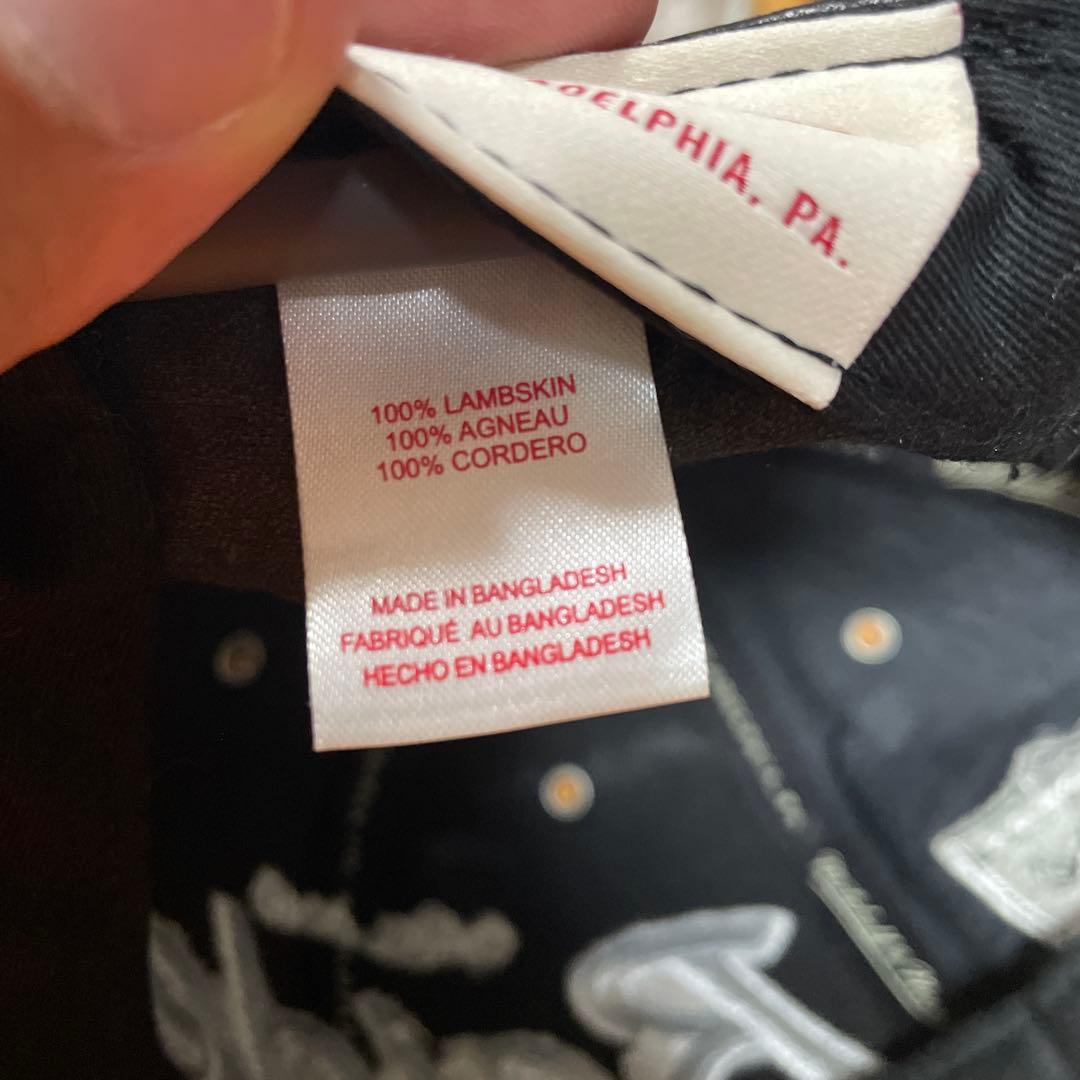 DELPHIA, PA.
100% LAMBSKIN
100% AGNEAU
100% CORDERO
MADE IN BANGLADESH
FABRIQUÉ AU BANGLADESH
HECHO EN BANGLADESH